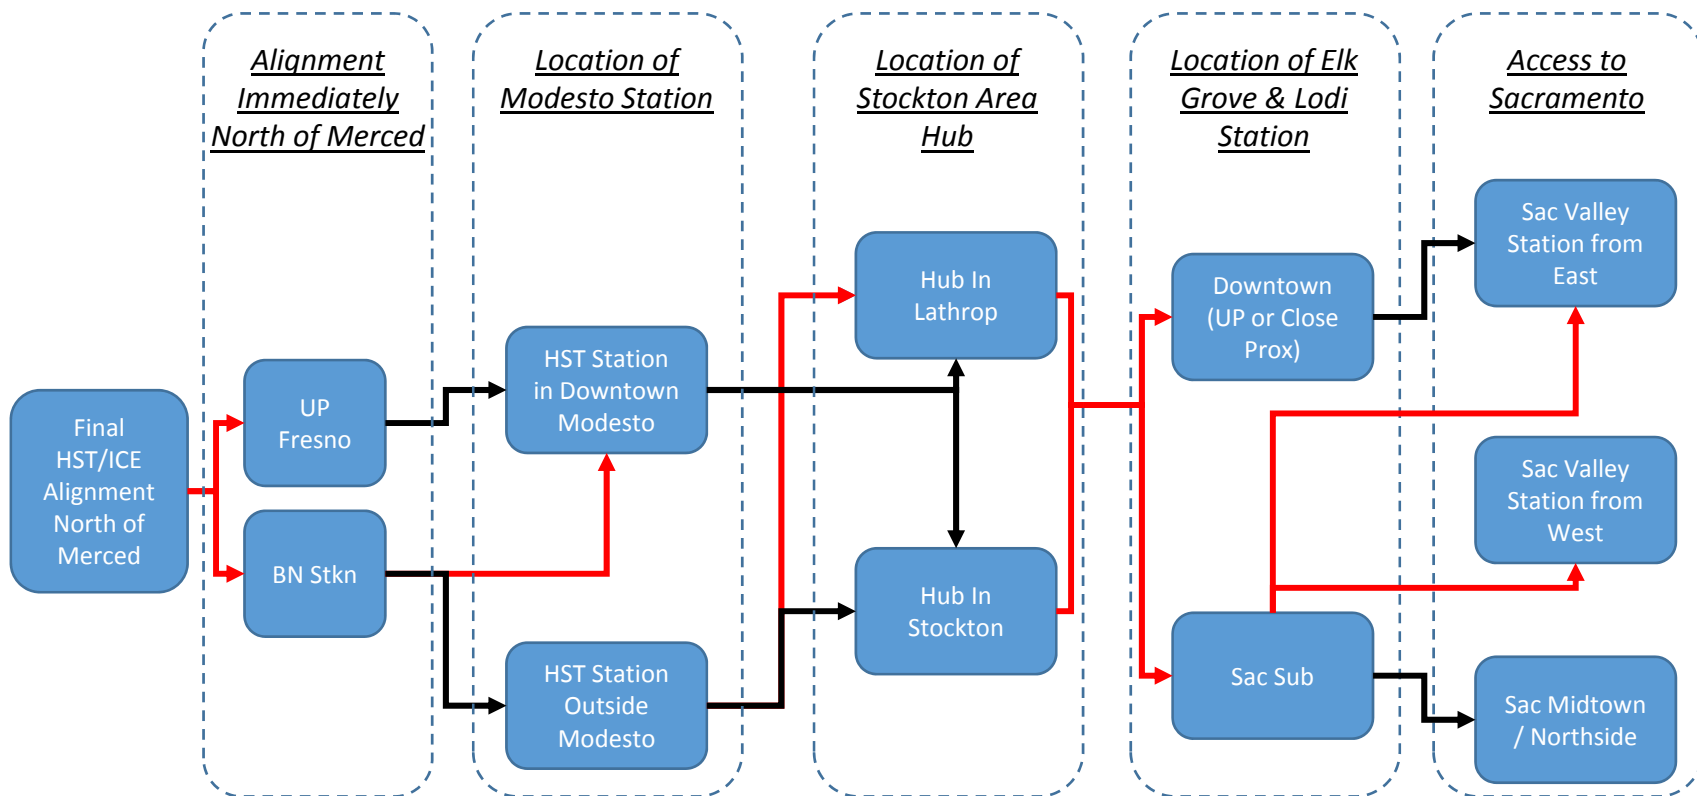 Alignment
Immediately
North of Merced
Location of
Modesto Station
Location of
Stockton Area
Hub
Location of Elk
Grove & Lodi
Station
Access to
Sacramento
Final
HST/ICE
Alignment
North of
Merced
UP
Fresno
BN Stkn
HST Station
in Downtown
Modesto
HST Station
Outside
Modesto
Hub In
Lathrop
Hub In
Stockton
Downtown
(UP or Close
Prox)
Sac Sub
Sac Valley
Station from
East
Sac Valley
Station from
West
Sac Midtown
/ Northside